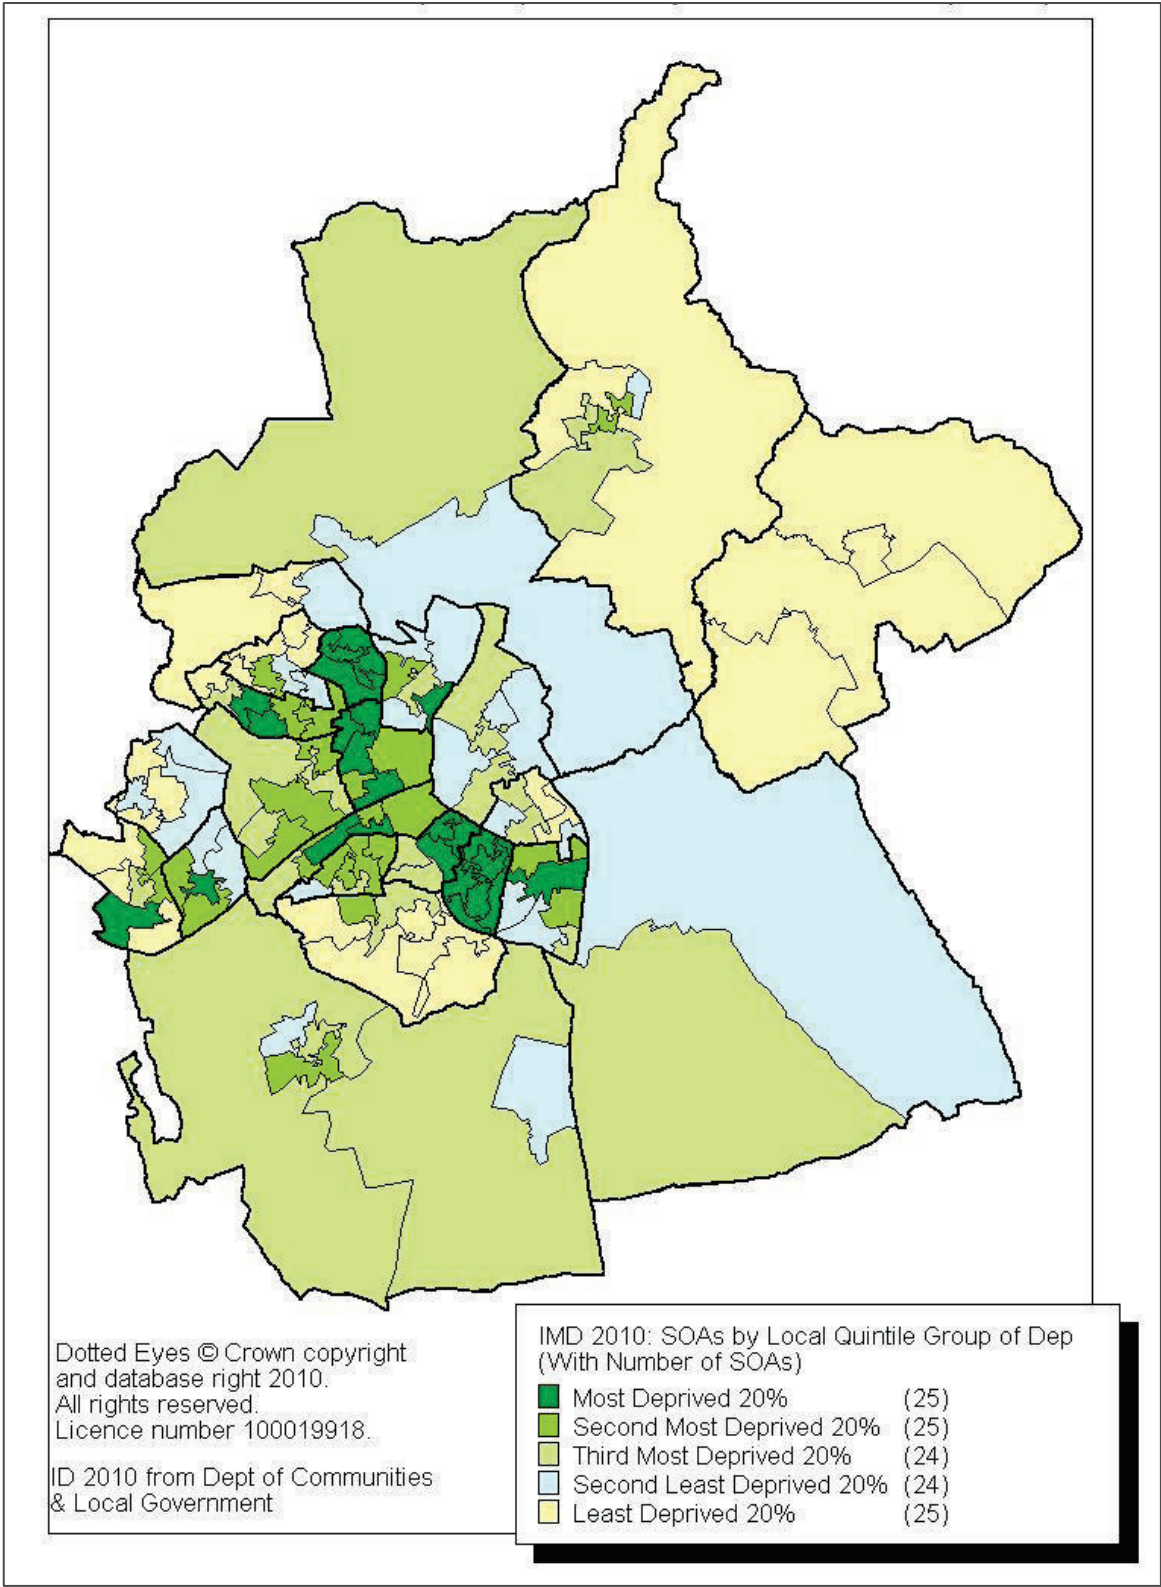 Dotted Eyes © Crown copyright
and database right 2010.
All rights reserved.
Licence number 100019918.
ID 2010 from Dept of Communities
& Local Government
IMD 2010: SOAs by Local Quintile Group of Dep
(With Number of SOAs)
Most Deprived 20% (25)
Second Most Deprived 20% (25)
Third Most Deprived 20% (24)
Second Least Deprived 20% (24)
Least Deprived 20% (25)